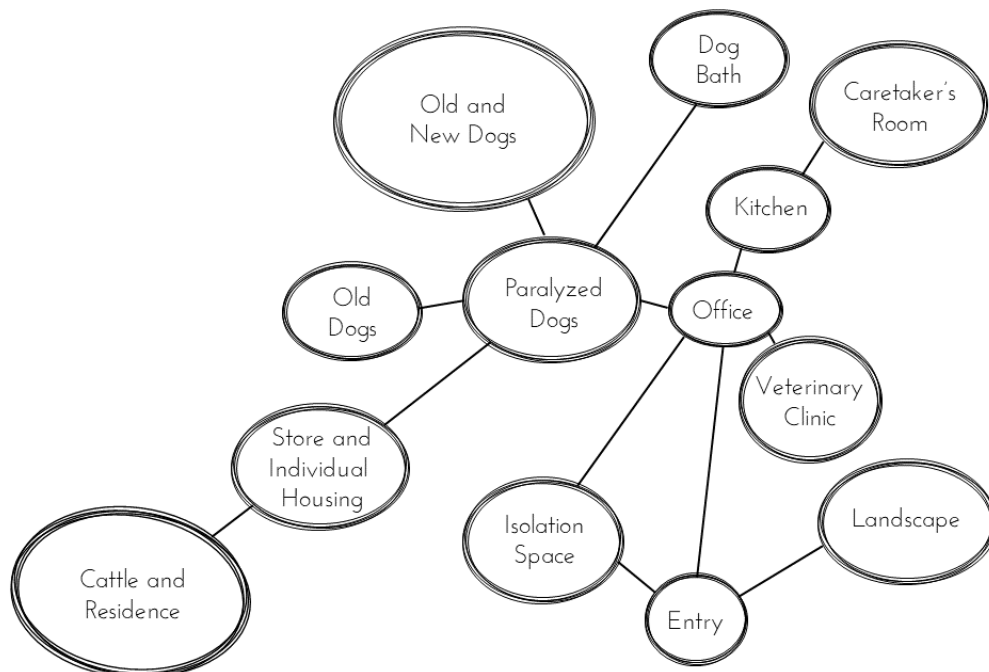 Dog
Bath
Old and
New Dogs
Caretaker's
Room
Kitchen
Paralyzed
Dogs
Old
Dogs
Office
Veterinary
Clinic
Store and
Individual
Housing
Isolation
Space
Landscape
Cattle and
Residence
Entry